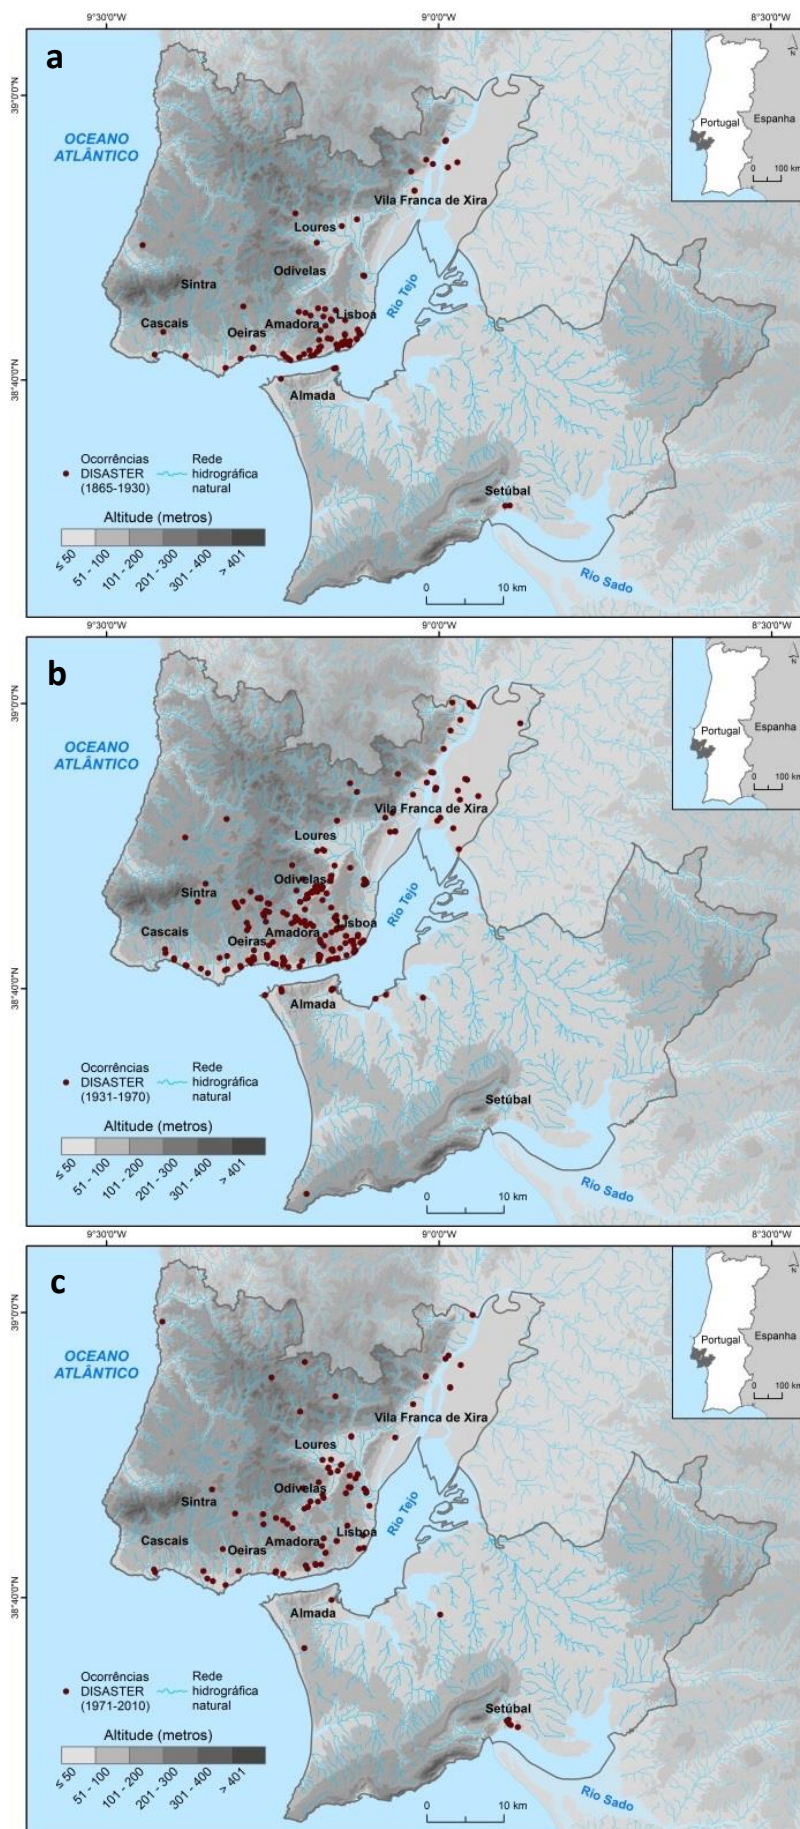 9°30'0"W 9°0'0"W 8°30'0"W
a
N
39°0'0"N
OCEANO
ATLÂNTICO
Portugal
Espanha
0 100 km
Vila Franca de Xira
Loures
Odivelas
Sintra
Rio Tejo
Cascais
Oeiras
Amadora
Lisboa
38°40'0"N
Almada
Ocorrências
DISASTER
(1865-1930)
Rede
hidrográfica
natural
Setúbal
Altitude (metros)
≤ 50
51 - 100
101 - 200
201 - 300
301 - 400
> 401
0 10 km
Rio Sado
9°30'0"W 9°0'0"W 8°30'0"W
b
N
39°0'0"N
OCEANO
ATLÂNTICO
Portugal
Espanha
0 100 km
Vila Franca de Xira
Loures
Odivelas
Sintra
Rio Tejo
Cascais
Oeiras
Amadora
Lisboa
38°40'0"N
Almada
Ocorrências
DISASTER
(1931-1970)
Rede
hidrográfica
natural
Setúbal
Altitude (metros)
≤ 50
51 - 100
101 - 200
201 - 300
301 - 400
> 401
0 10 km
Rio Sado
9°30'0"W 9°0'0"W 8°30'0"W
c
N
39°0'0"N
OCEANO
ATLÂNTICO
Portugal
Espanha
0 100 km
Vila Franca de Xira
Loures
Odivelas
Sintra
Rio Tejo
Cascais
Oeiras
Amadora
Lisboa
38°40'0"N
Almada
Ocorrências
DISASTER
(1971-2010)
Rede
hidrográfica
natural
Setúbal
Altitude (metros)
≤ 50
51 - 100
101 - 200
201 - 300
301 - 400
> 401
0 10 km
Rio Sado